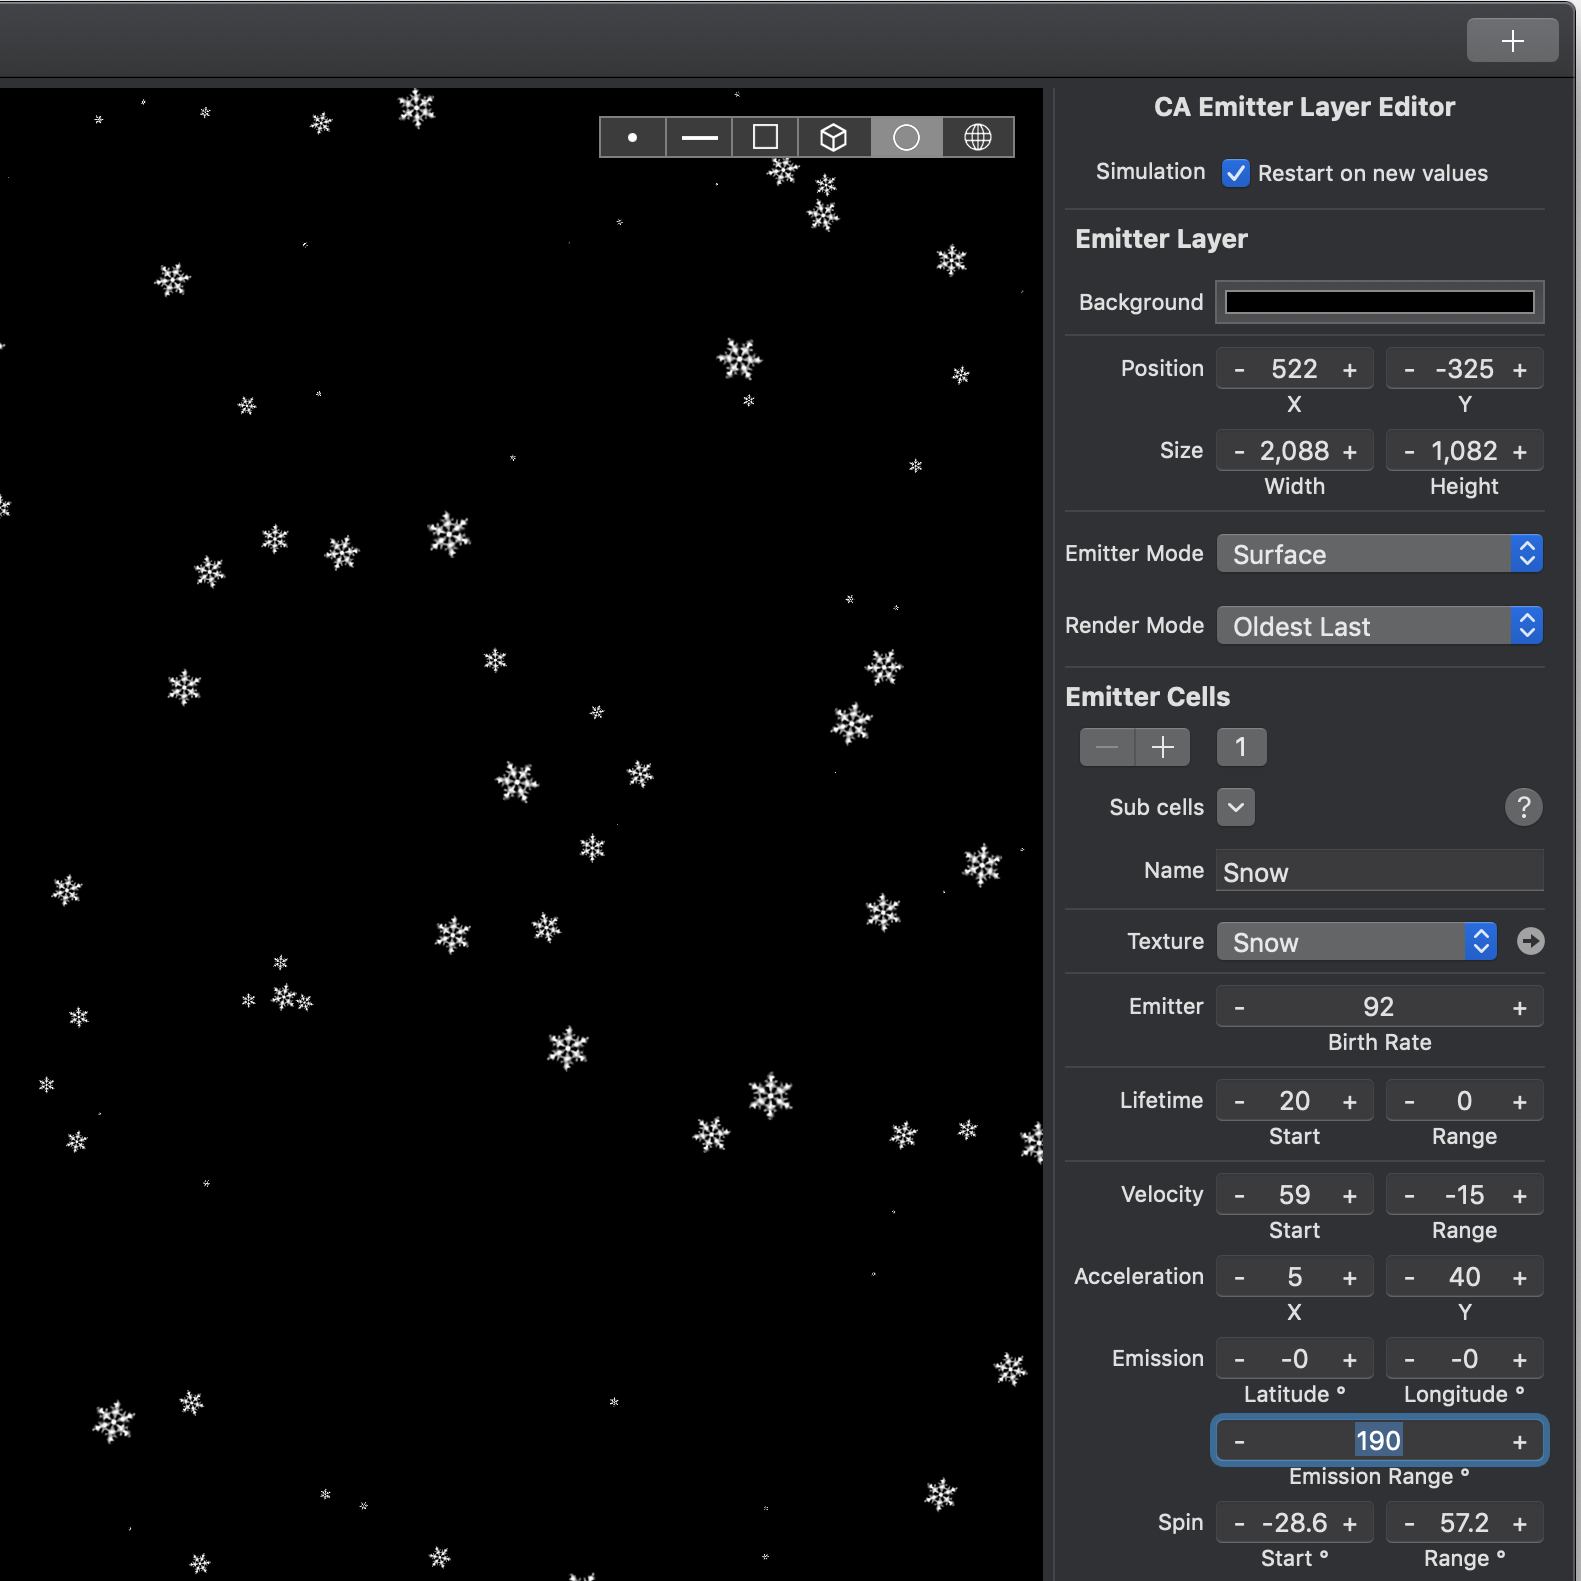 CA Emitter Layer Editor
Simulation Restart on new values
Emitter Layer
Background
Position - 522 + - -325 +
X Y
Size - 2,088 + - 1,082 +
Width Height
Emitter Mode Surface
Render Mode Oldest Last
Emitter Cells
1
Sub cells ?
Name Snow
Texture Snow
Emitter - 92 +
Birth Rate
Lifetime - 20 + - 0 +
Start Range
Velocity - 59 + - -15 +
Start Range
Acceleration - 5 + - 40 +
X Y
Emission - -0 + - -0 +
Latitude ° Longitude °
- 190 +
Emission Range °
Spin - -28.6 + - 57.2 +
Start ° Range °